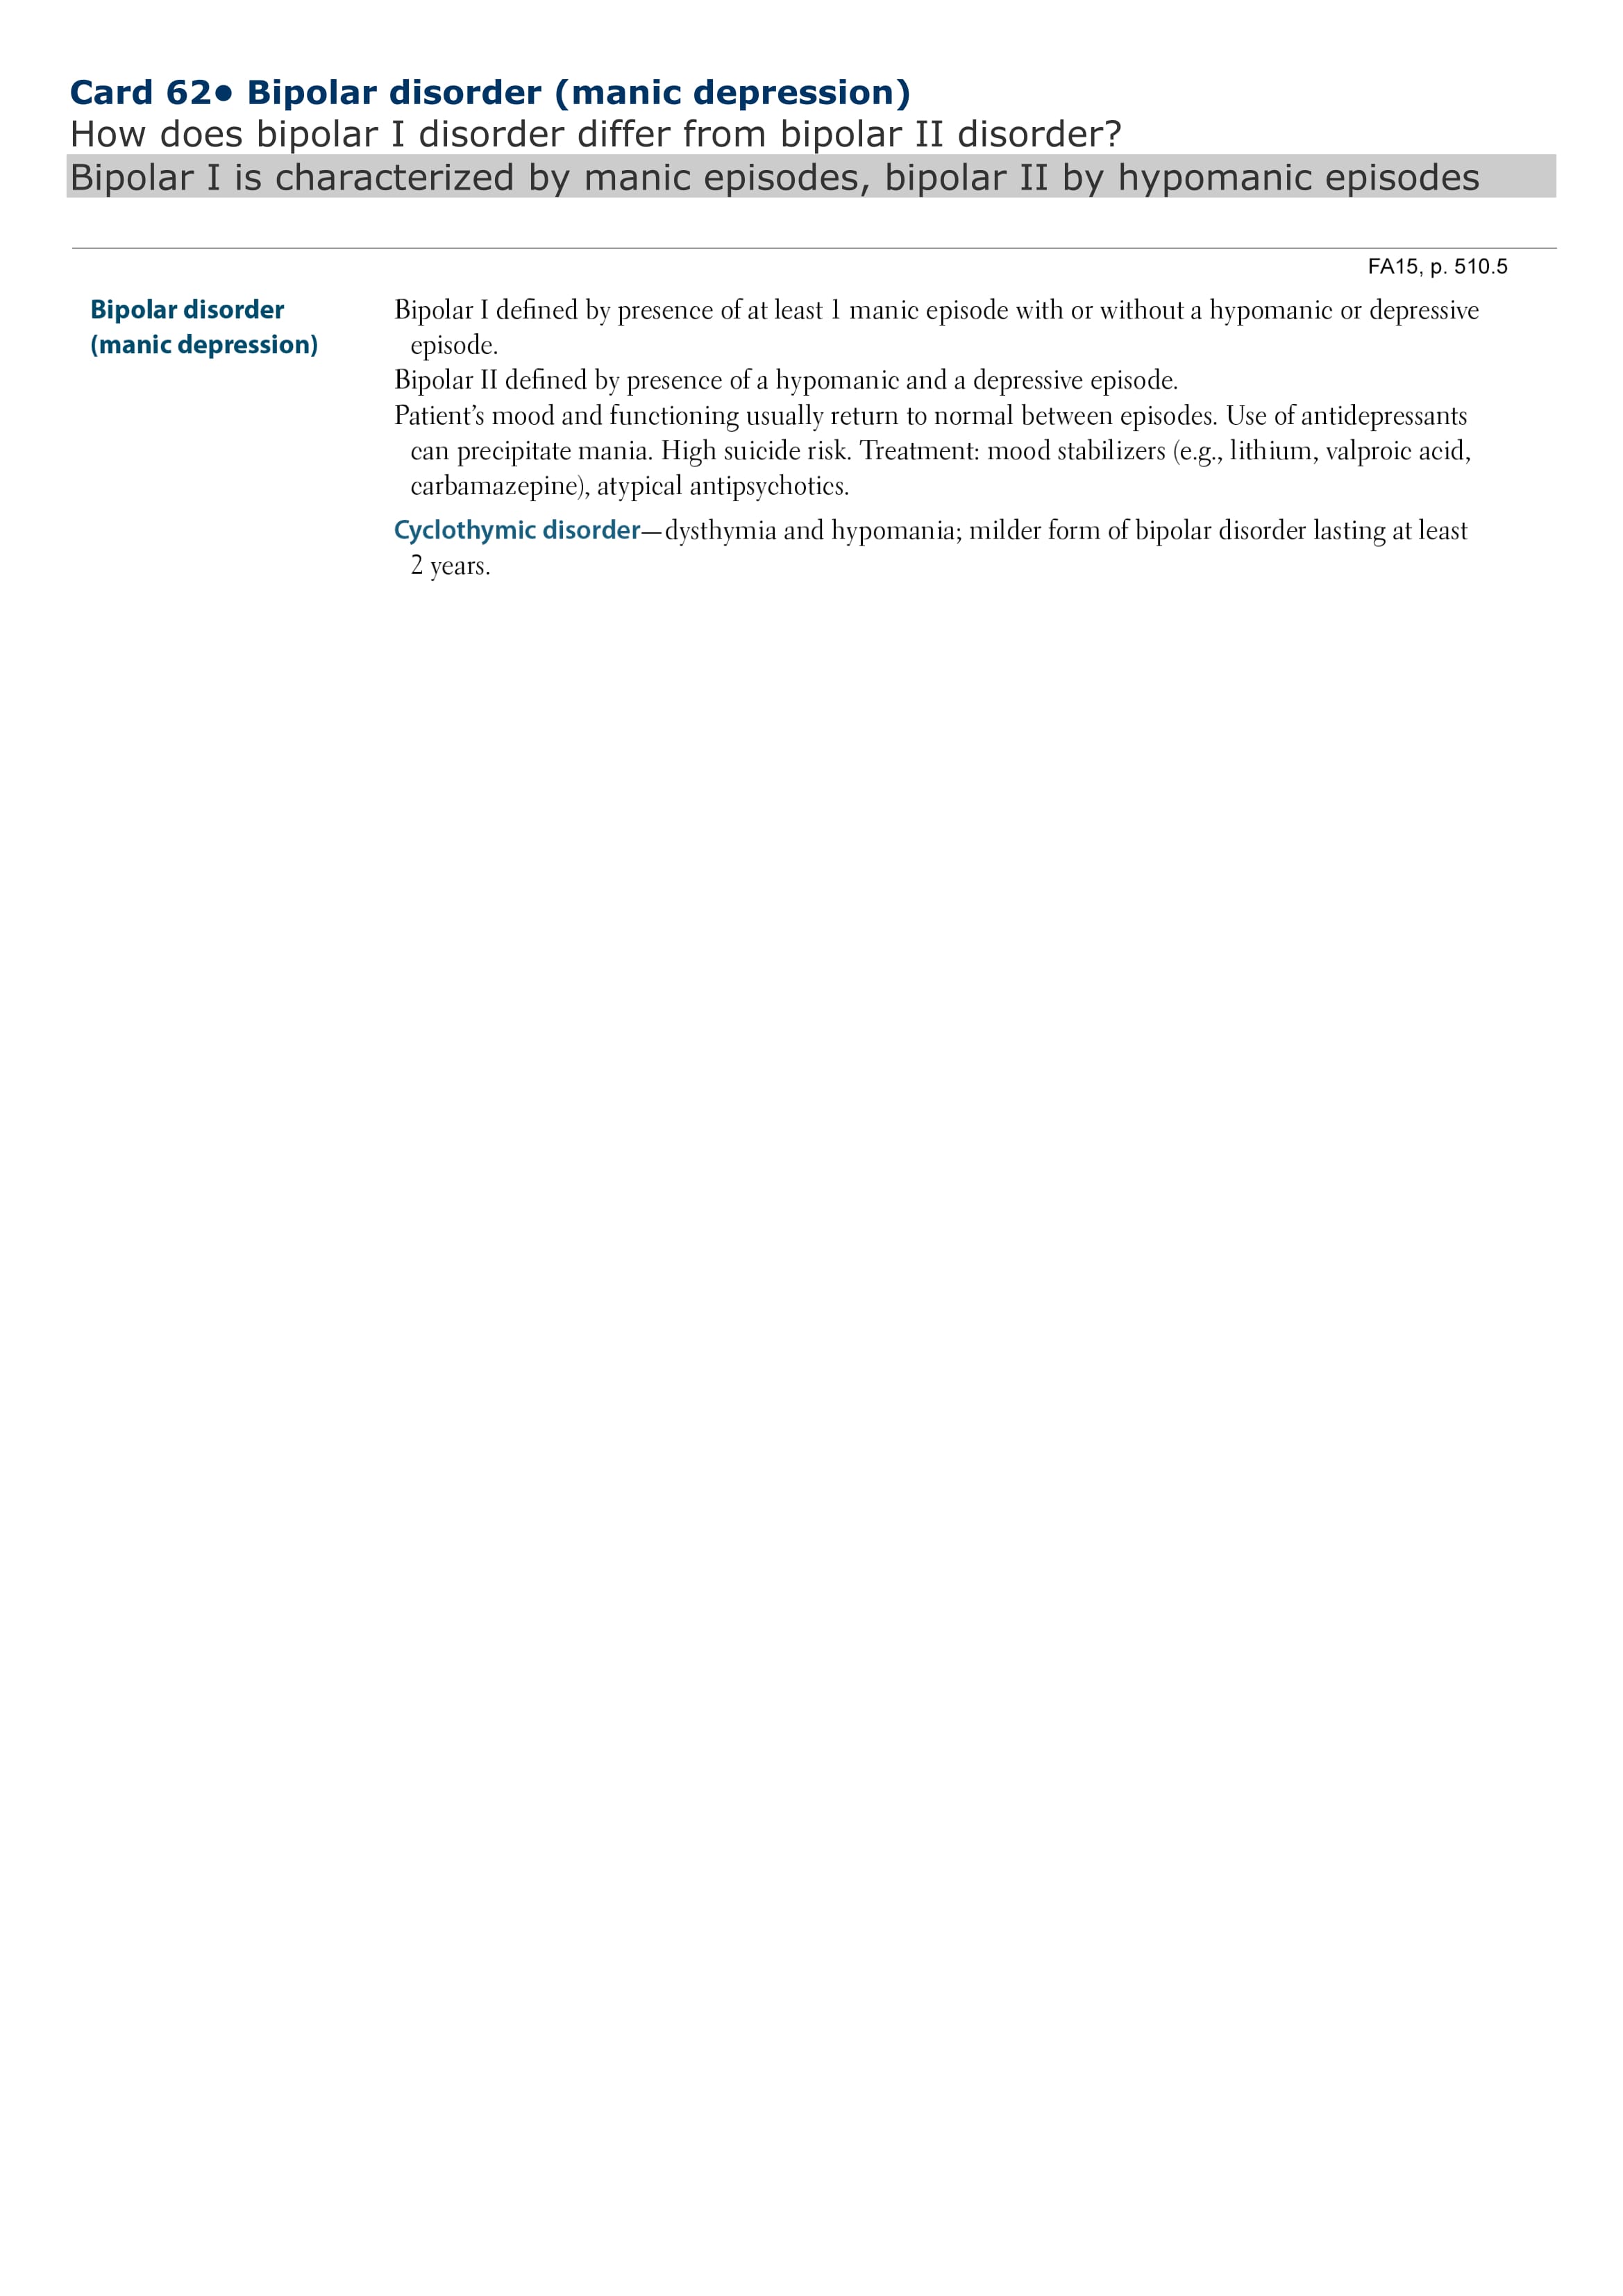 Card 62● Bipolar disorder (manic depression)
How does bipolar I disorder differ from bipolar II disorder?
Bipolar I is characterized by manic episodes, bipolar II by hypomanic episodes
FA15, p. 510.5
Bipolar disorder
(manic depression)
Bipolar I defined by presence of at least 1 manic episode with or without a hypomanic or depressive
episode.
Bipolar II defined by presence of a hypomanic and a depressive episode.
Patient’s mood and functioning usually return to normal between episodes. Use of antidepressants
can precipitate mania. High suicide risk. Treatment: mood stabilizers (e.g., lithium, valproic acid,
carbamazepine), atypical antipsychotics.
Cyclothymic disorder—dysthymia and hypomania; milder form of bipolar disorder lasting at least
2 years.